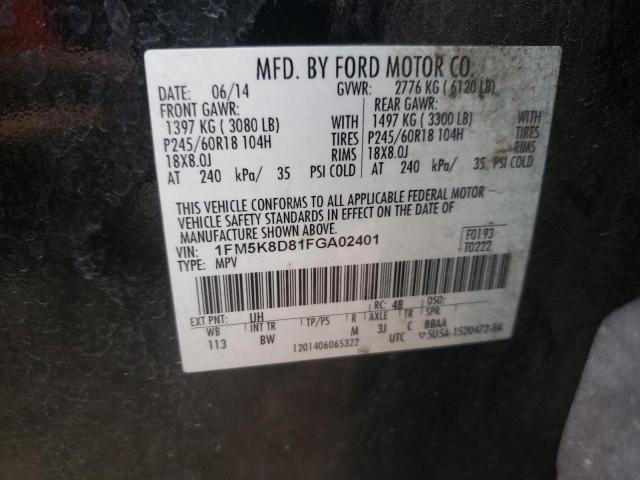 MFD. BY FORD MOTOR CO.
DATE: 06/14 GVWR: 2776 KG ( 6120 LB)
FRONT GAWR: REAR GAWR:
1397 KG ( 3080 LB) WITH 1497 KG ( 3300 LB) WITH
P245/60R18 104H TIRES P245/60R18 104H TIRES
18X8.0J RIMS 18X8.0J RIMS
AT 240 kPa/ 35 PSI COLD AT 240 kPa/ 35 PSI COLD
THIS VEHICLE CONFORMS TO ALL APPLICABLE FEDERAL MOTOR
VEHICLE SAFETY STANDARDS IN EFFECT ON THE DATE OF
MANUFACTURE SHOWN ABOVE.
VIN: 1FM5K8D81FGA02401 F0193
TYPE: MPV T0222
EXT PNT: UH RC: 48 DSO:
WB INT TR TP/PS R AXLE TR SPR
113 BW M 3J C BBAA
1201406065322 UTC 5U5A-1520472-BA